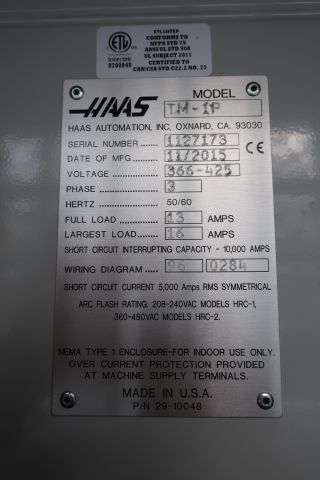 ETL LISTED
CONFORMS TO
NFPA STD 79
ANSI/UL STD 508
UL SUBJECT 2011
CERTIFIED TO
CAN/CSA STD C22.2 NO. 73
ETL
LISTED
Intertek
9700845
MODEL
HAAS TM-1P
HAAS AUTOMATION, INC, OXNARD, CA. 93030
SERIAL NUMBER 1127173
DATE OF MFG 11/2015 CE
VOLTAGE 366-425
PHASE 3
HERTZ 50/60
FULL LOAD 13 AMPS
LARGEST LOAD 16 AMPS
SHORT CIRCUIT INTERRUPTING CAPACITY - 10,000 AMPS
WIRING DIAGRAM 96 0284
SHORT CIRCUIT CURRENT 5,000 Amps RMS SYMMETRICAL
ARC FLASH RATING: 208-240VAC MODELS HRC-1,
360-480VAC MODELS HRC-2.
NEMA TYPE 1 ENCLOSURE-FOR INDOOR USE ONLY.
OVER CURRENT PROTECTION PROVIDED
AT MACHINE SUPPLY TERMINALS.
MADE IN U.S.A.
P/N 29-10048